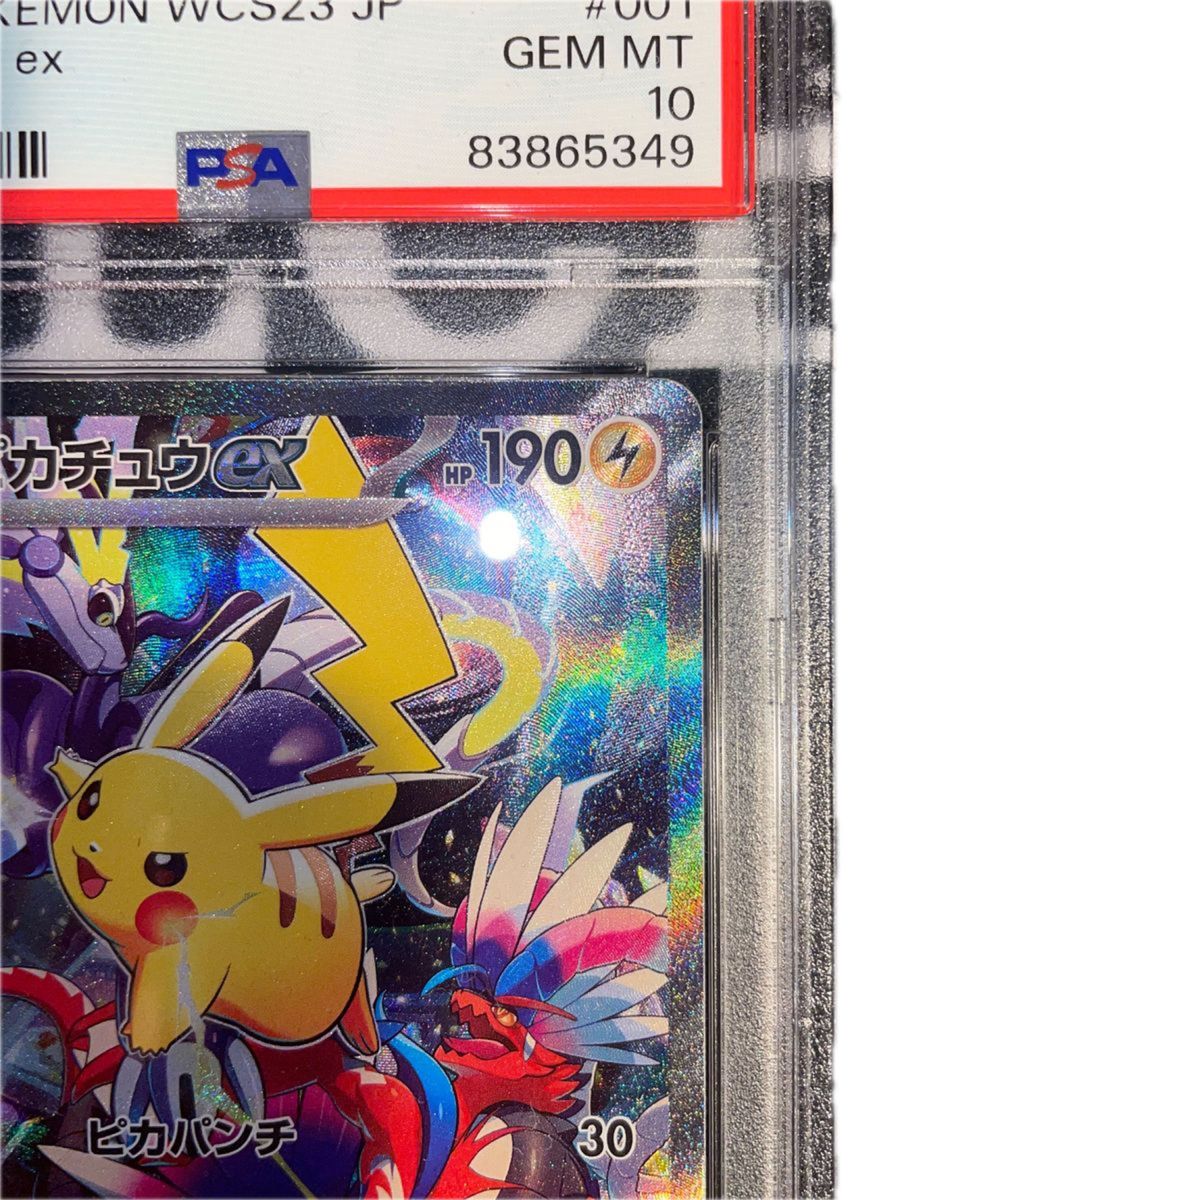 KEMON WCS23 JP #001
ex GEM MT
10
PSA 83865349
ピカチュウex HP 190
ピカパンチ 30